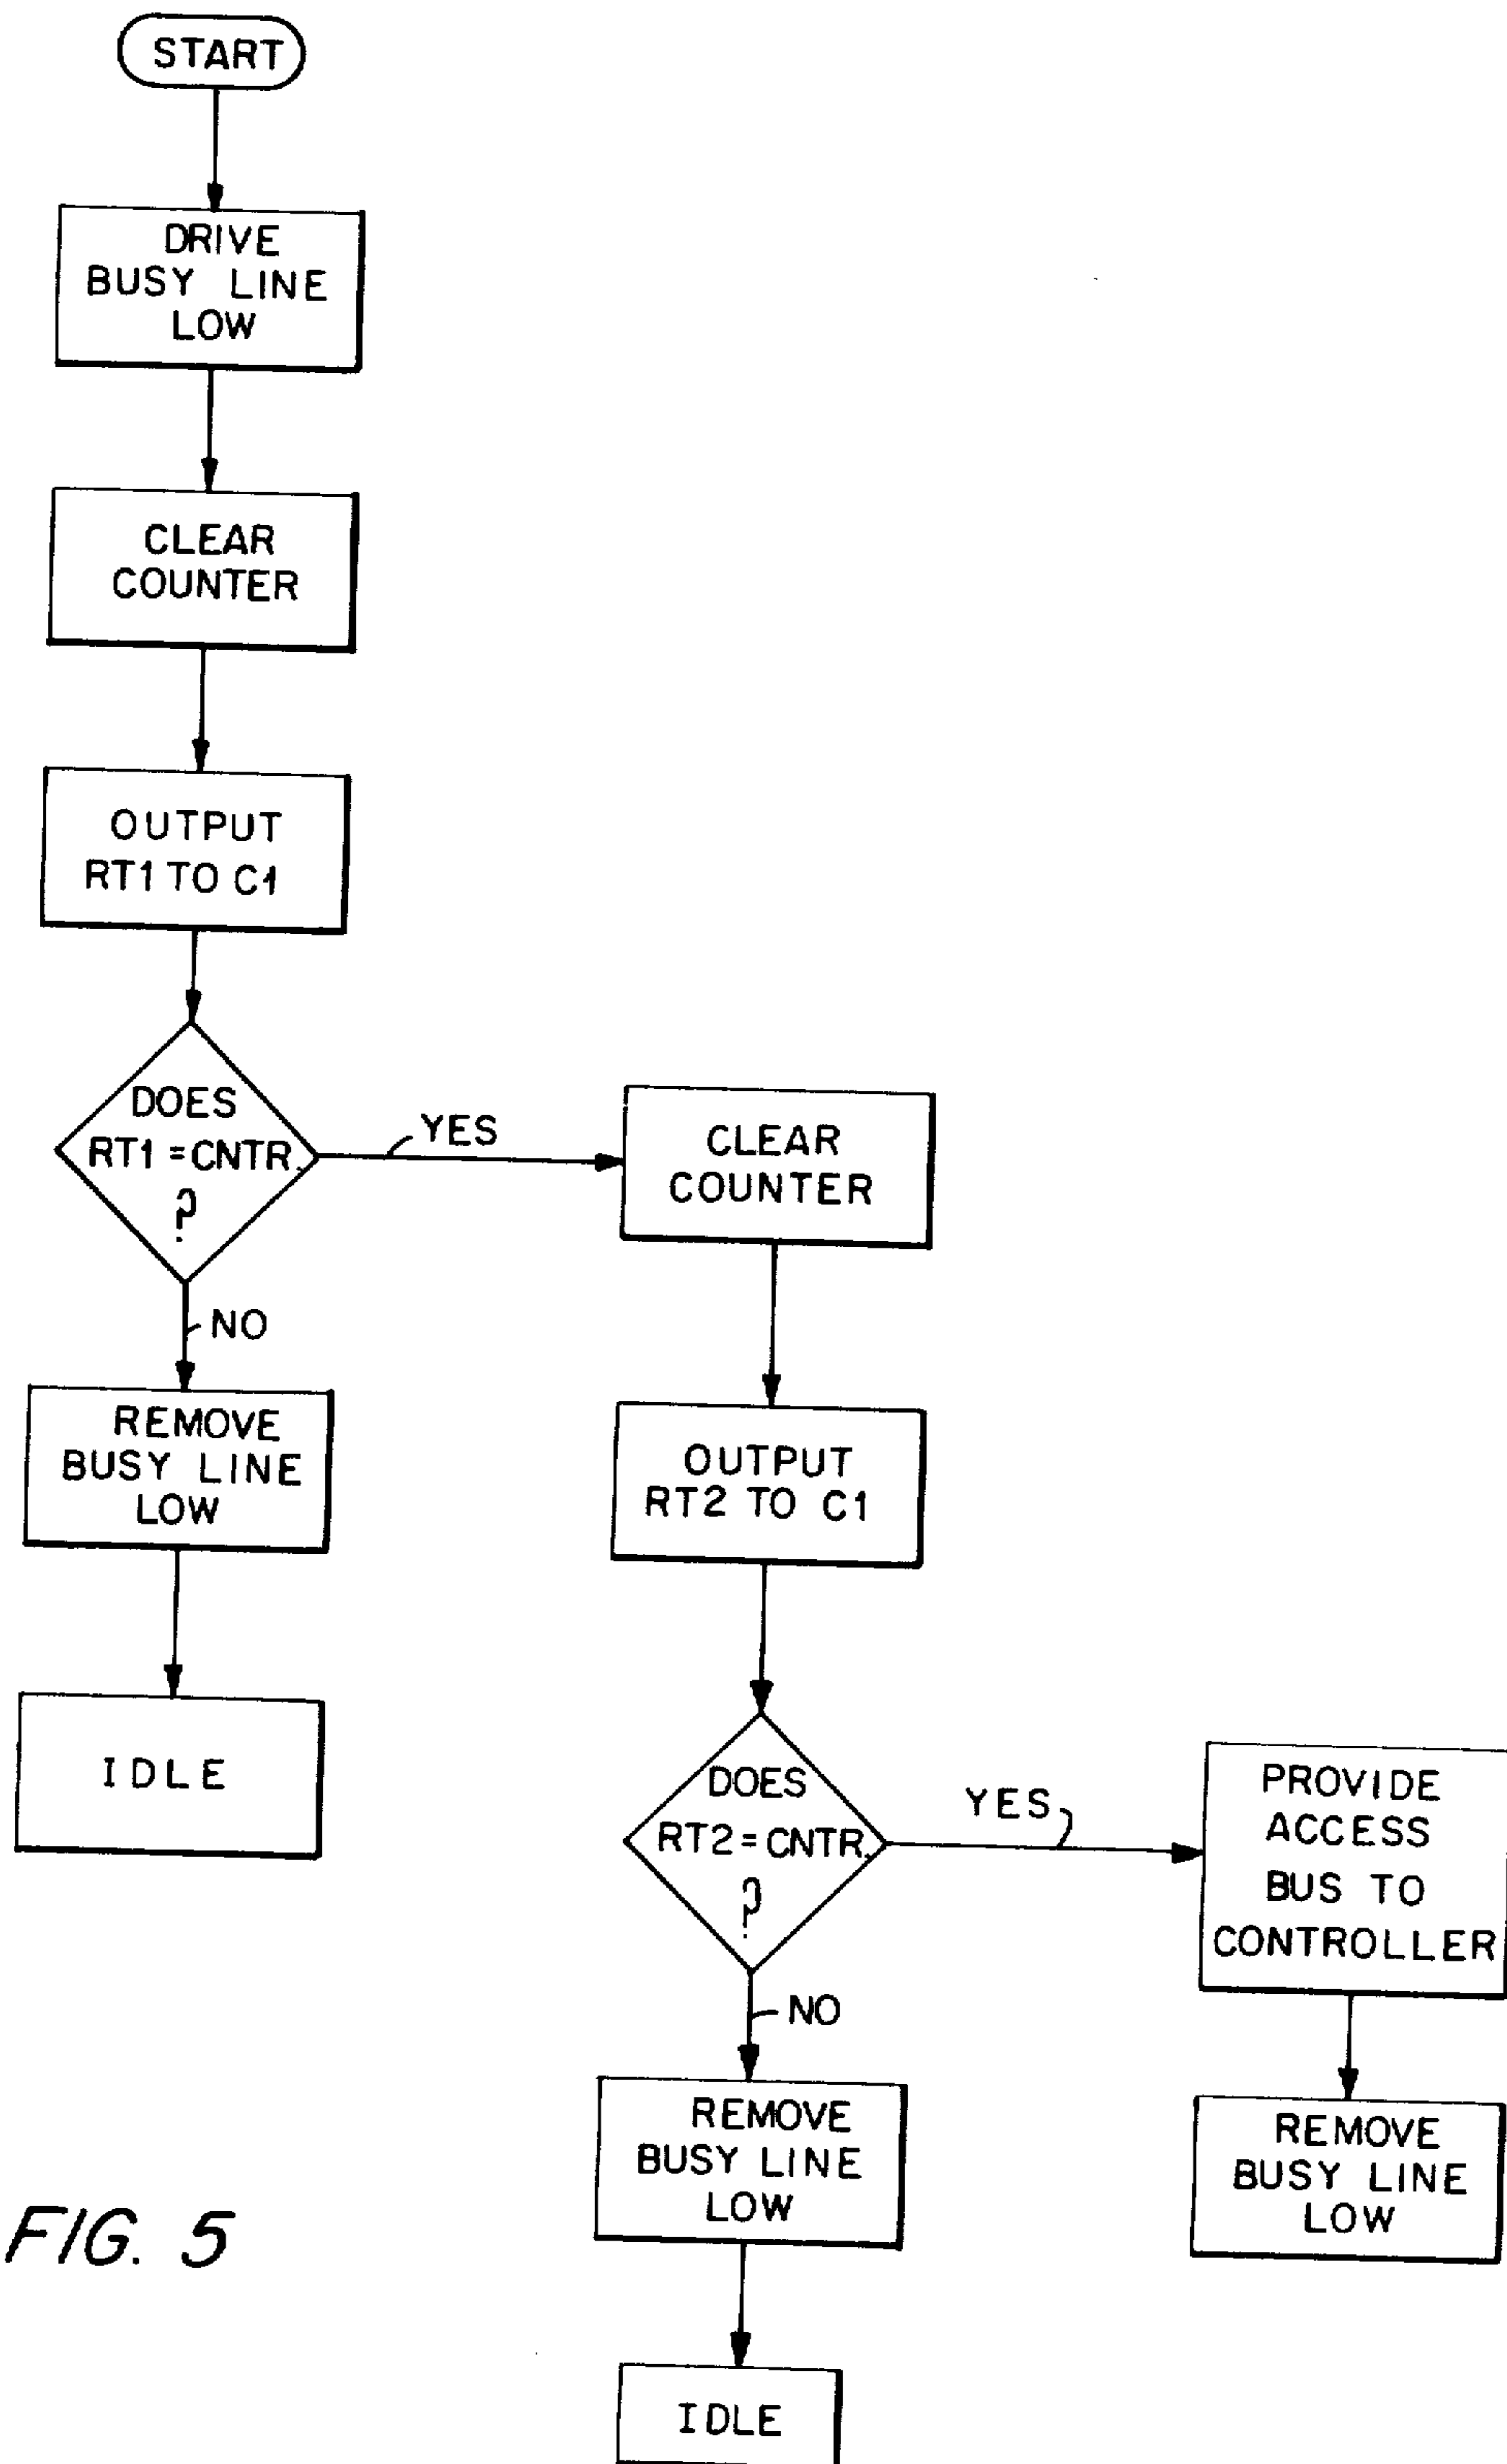 START
DRIVE
BUSY LINE
LOW
CLEAR
COUNTER
OUTPUT
RT1 TO C1
DOES
RT1 = CNTR.
?
YES
NO
REMOVE
BUSY LINE
LOW
IDLE
CLEAR
COUNTER
OUTPUT
RT2 TO C1
DOES
RT2 = CNTR.
?
YES
NO
REMOVE
BUSY LINE
LOW
IDLE
PROVIDE
ACCESS
BUS TO
CONTROLLER
REMOVE
BUSY LINE
LOW
FIG. 5